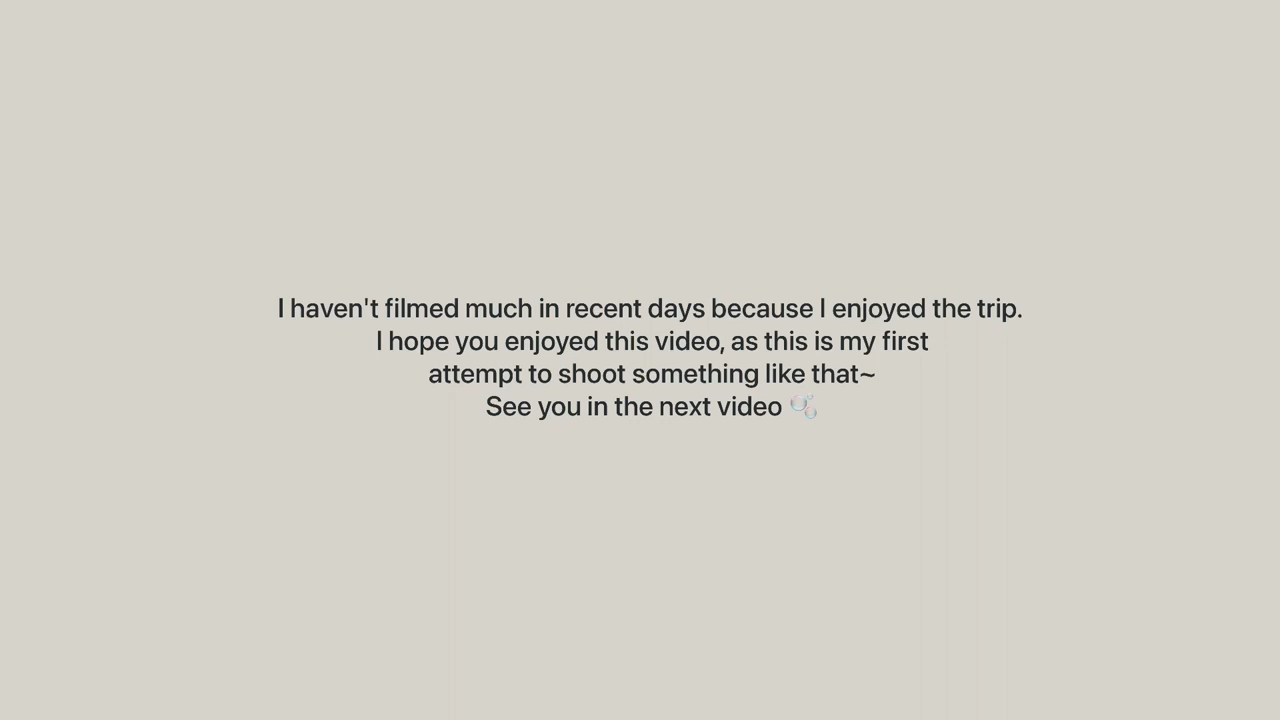 I haven't filmed much in recent days because I enjoyed the trip.
I hope you enjoyed this video, as this is my first
attempt to shoot something like that~
See you in the next video 🫧